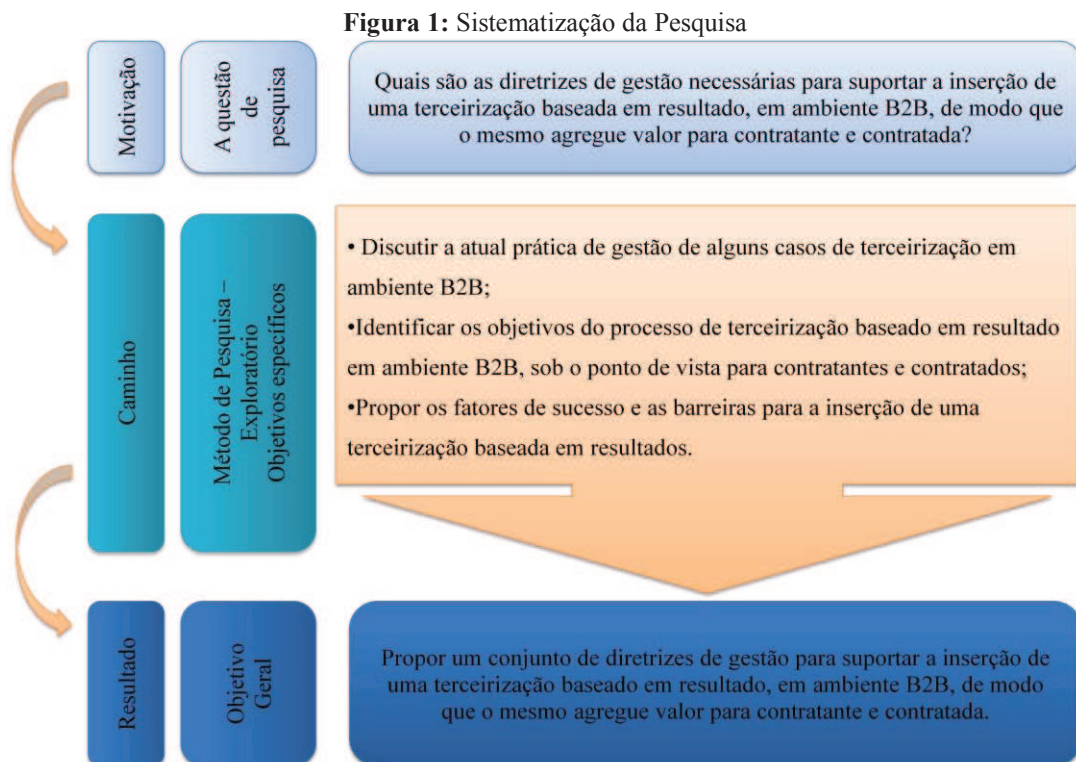 Figura 1: Sistematização da Pesquisa
Motivação
A questão
de
pesquisa
Quais são as diretrizes de gestão necessárias para suportar a inserção de
uma terceirização baseada em resultado, em ambiente B2B, de modo que
o mesmo agregue valor para contratante e contratada?
Caminho
Método de Pesquisa –
Exploratório
Objetivos específicos
• Discutir a atual prática de gestão de alguns casos de terceirização em
ambiente B2B;
•Identificar os objetivos do processo de terceirização baseado em resultado
em ambiente B2B, sob o ponto de vista para contratantes e contratados;
•Propor os fatores de sucesso e as barreiras para a inserção de uma
terceirização baseada em resultados.
Resultado
Objetivo
Geral
Propor um conjunto de diretrizes de gestão para suportar a inserção de
uma terceirização baseado em resultado, em ambiente B2B, de modo
que o mesmo agregue valor para contratante e contratada.